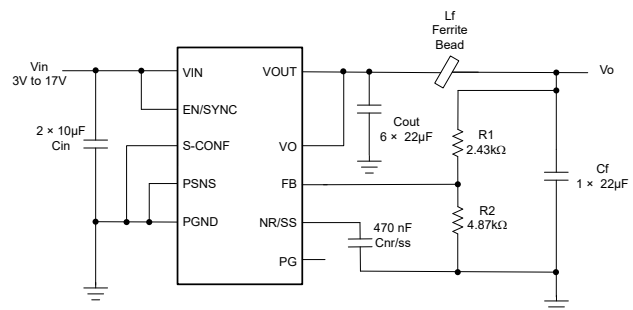 Lf
Ferrite
Bead
Vin
3V to 17V
VIN
VOUT
Vo
EN/SYNC
2 × 10µF
Cin
Cout
6 × 22µF
R1
2.43kΩ
S-CONF
VO
Cf
1 × 22µF
PSNS
FB
R2
4.87kΩ
PGND
NR/SS
470 nF
Cnr/ss
PG